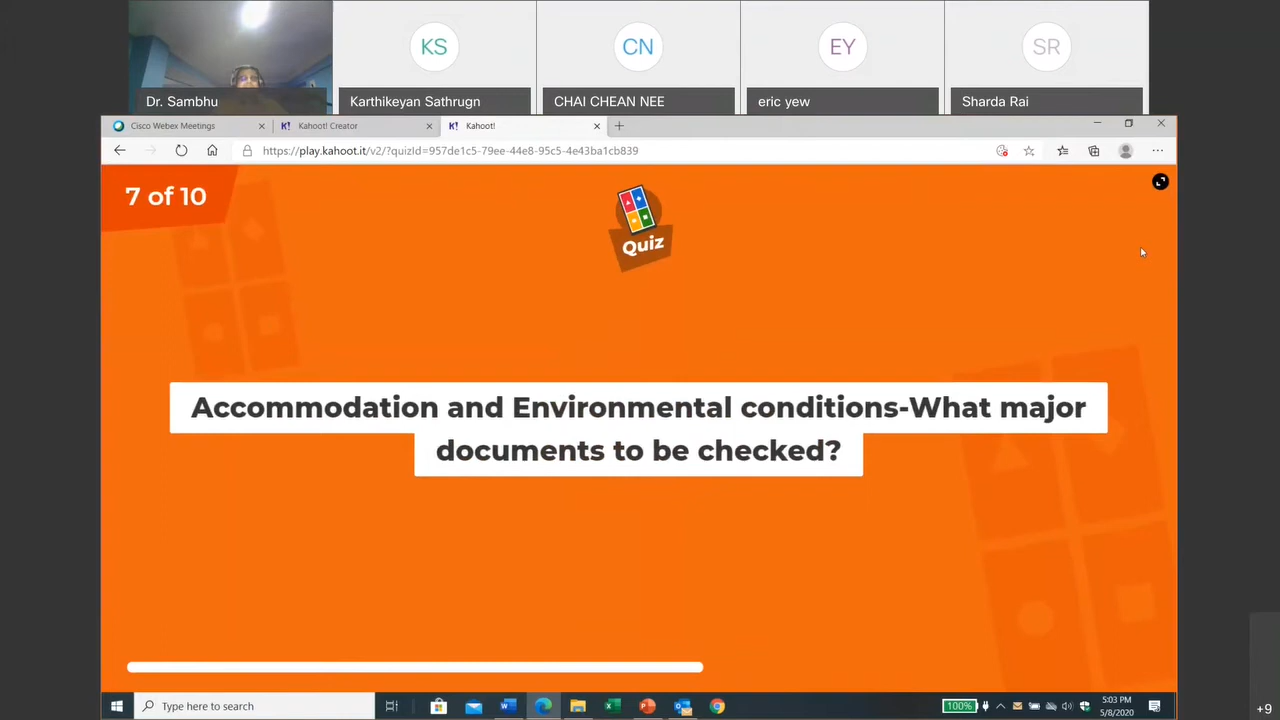 KS
CN
EY
SR
Dr. Sambhu
Karthikeyan Sathrugn
CHAI CHEAN NEE
eric yew
Sharda Rai
Cisco Webex Meetings
K! Kahoot! Creator
K! Kahoot!
https://play.kahoot.it/v2/?quizId=957de1c5-79ee-44e8-95c5-4e43ba1cb839
7 of 10
Quiz
Accommodation and Environmental conditions-What major
documents to be checked?
Type here to search
100%
5:03 PM
5/8/2020
+9